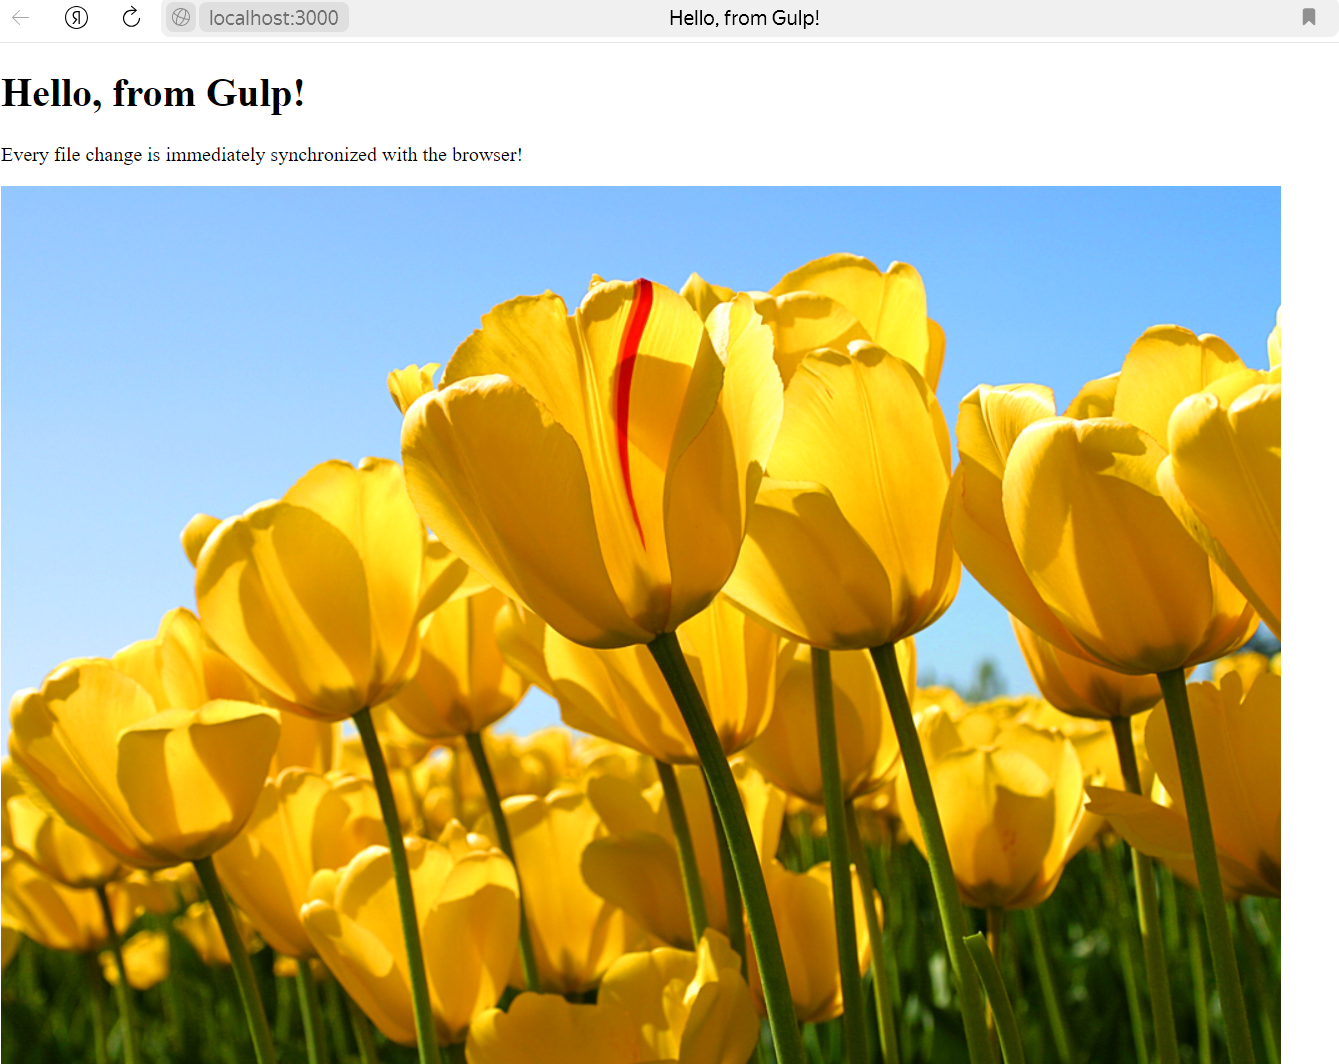 Я localhost:3000 Hello, from Gulp!
Hello, from Gulp!
Every file change is immediately synchronized with the browser!